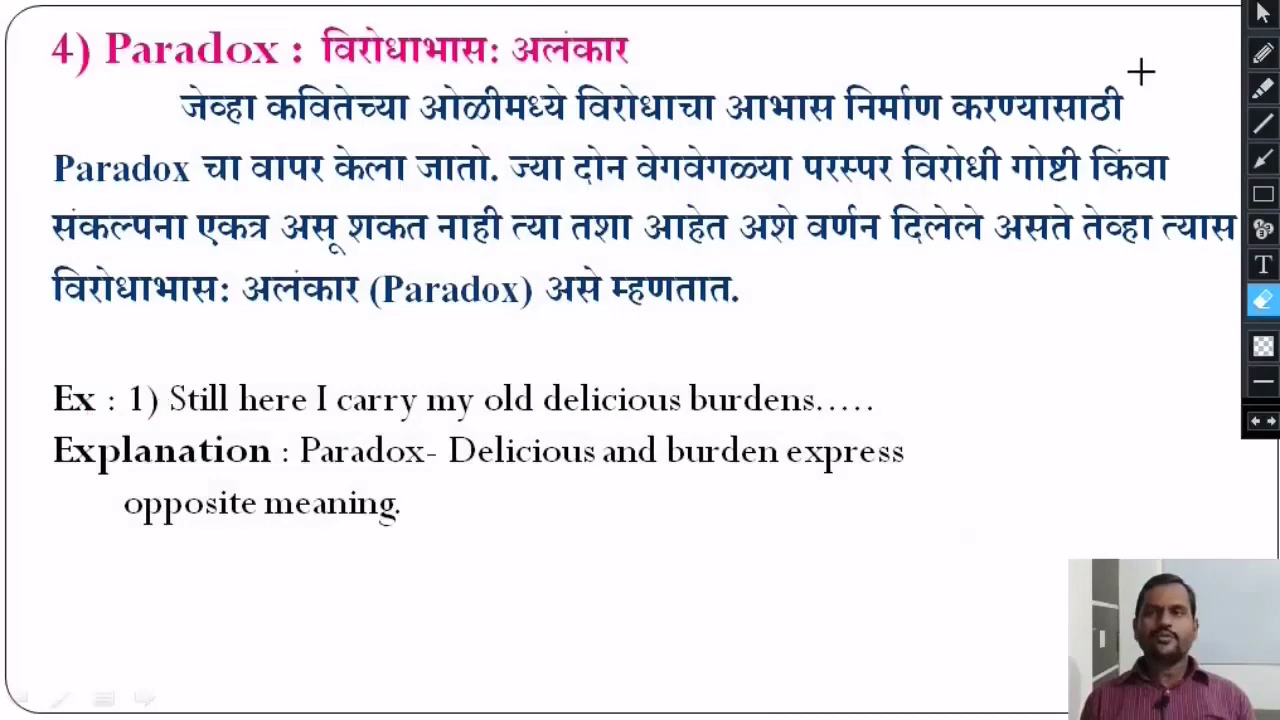 4) Paradox : विरोधाभास: अलंकार
जेव्हा कवितेच्या ओळीमध्ये विरोधाचा आभास निर्माण करण्यासाठी
Paradox चा वापर केला जातो. ज्या दोन वेगवेगळ्या परस्पर विरोधी गोष्टी किंवा
संकल्पना एकत्र असू शकत नाही त्या तशा आहेत अशे वर्णन दिलेले असते तेव्हा त्यास
विरोधाभास: अलंकार (Paradox) असे म्हणतात.
Ex : 1) Still here I carry my old delicious burdens.....
Explanation : Paradox- Delicious and burden express
opposite meaning.